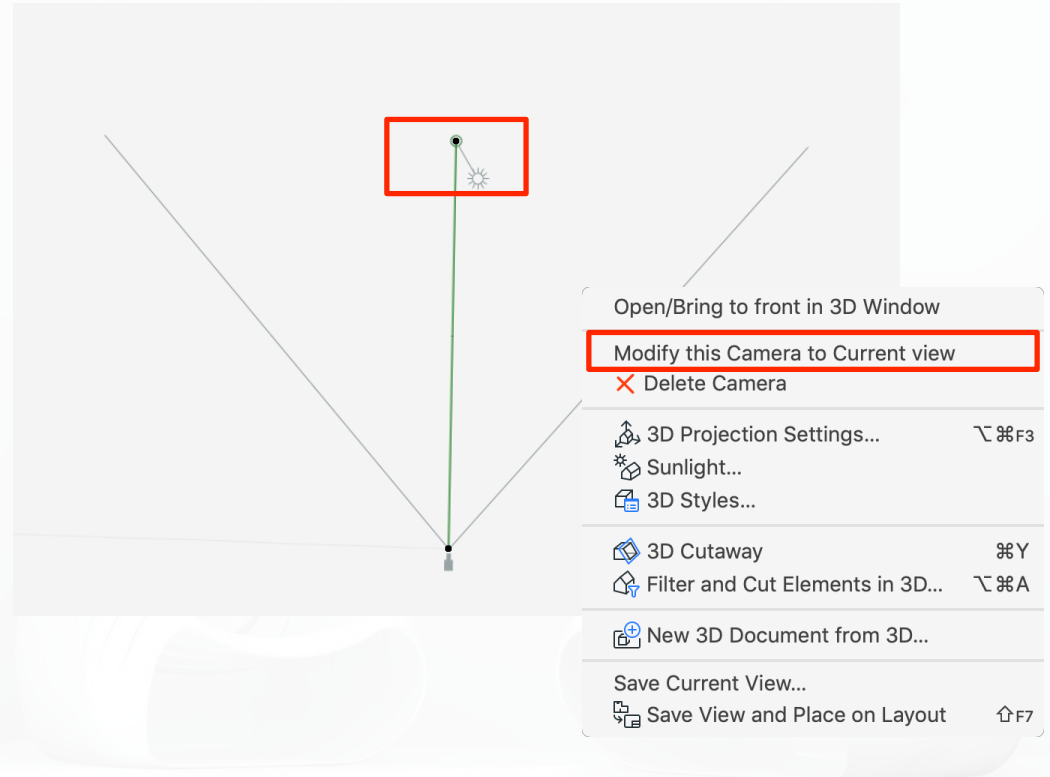 Open/Bring to front in 3D Window
Modify this Camera to Current view
Delete Camera
3D Projection Settings... ⌥⌘F3
Sunlight...
3D Styles...
3D Cutaway ⌘Y
Filter and Cut Elements in 3D... ⌥⌘A
New 3D Document from 3D...
Save Current View...
Save View and Place on Layout ⇧F7